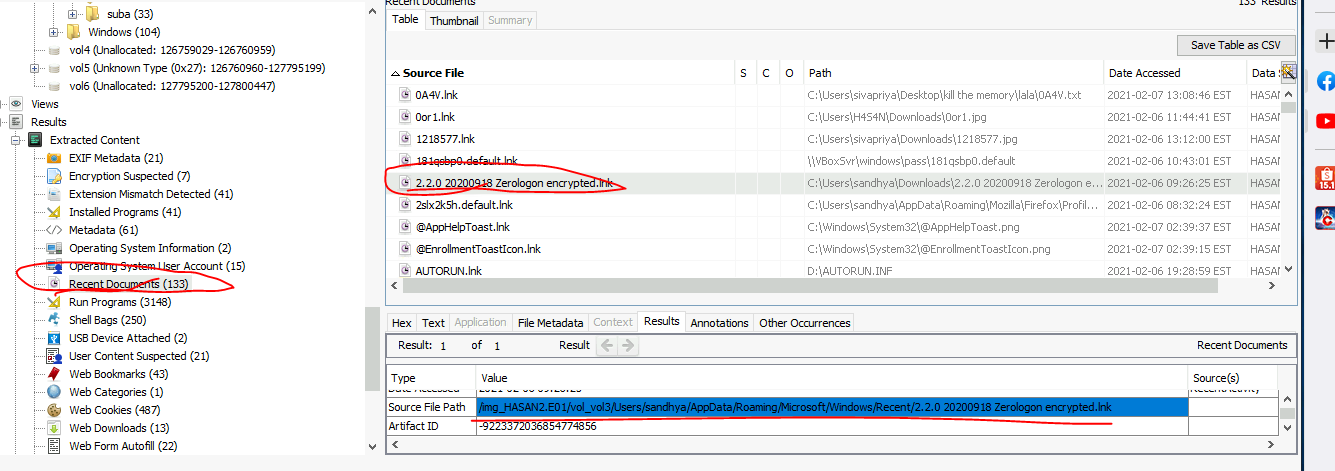 suba (33)
Windows (104)
vol4 (Unallocated: 126759029-126760959)
vol5 (Unknown Type (0x27): 126760960-127795199)
vol6 (Unallocated: 127795200-127800447)
Views
Results
Extracted Content
EXIF Metadata (21)
Encryption Suspected (7)
Extension Mismatch Detected (41)
Installed Programs (41)
Metadata (61)
Operating System Information (2)
Operating System User Account (15)
Recent Documents (133)
Run Programs (3148)
Shell Bags (250)
USB Device Attached (2)
User Content Suspected (21)
Web Bookmarks (43)
Web Categories (1)
Web Cookies (487)
Web Downloads (13)
Web Form Autofill (22)
Recent Documents 133 Results
Table Thumbnail Summary
Save Table as CSV
Source File S C O Path Date Accessed Data
0A4V.lnk C:\Users\sivapriya\Desktop\kill the memory\lala\0A4V.txt 2021-02-07 13:08:46 EST HASAN
0or1.lnk C:\Users\H4S4N\Downloads\0or1.jpg 2021-02-06 11:44:41 EST HASAN
1218577.lnk C:\Users\sivapriya\Downloads\1218577.jpg 2021-02-06 13:12:00 EST HASAN
181qsbp0.default.lnk \\VBoxSvr\windows\pass\181qsbp0.default 2021-02-06 10:43:01 EST HASAN
2.2.0 20200918 Zerologon encrypted.lnk C:\Users\sandhya\Downloads\2.2.0 20200918 Zerologon e... 2021-02-06 09:26:25 EST HASAN
2slx2k5h.default.lnk C:\Users\sandhya\AppData\Roaming\Mozilla\Firefox\Profil... 2021-02-06 08:32:24 EST HASAN
@AppHelpToast.lnk C:\Windows\System32\@AppHelpToast.png 2021-02-07 02:39:37 EST HASAN
@EnrollmentToastIcon.lnk C:\Windows\System32\@EnrollmentToastIcon.png 2021-02-07 02:39:15 EST HASAN
AUTORUN.lnk D:\AUTORUN.INF 2021-02-06 19:28:59 EST HASAN
Hex Text Application File Metadata Context Results Annotations Other Occurrences
Result: 1 of 1 Result Recent Documents
Type Value Source(s)
Source File Path /img_HASAN2.E01/vol_vol3/Users/sandhya/AppData/Roaming/Microsoft/Windows/Recent/2.2.0 20200918 Zerologon encrypted.lnk
Artifact ID -9223372036854774856
15.1